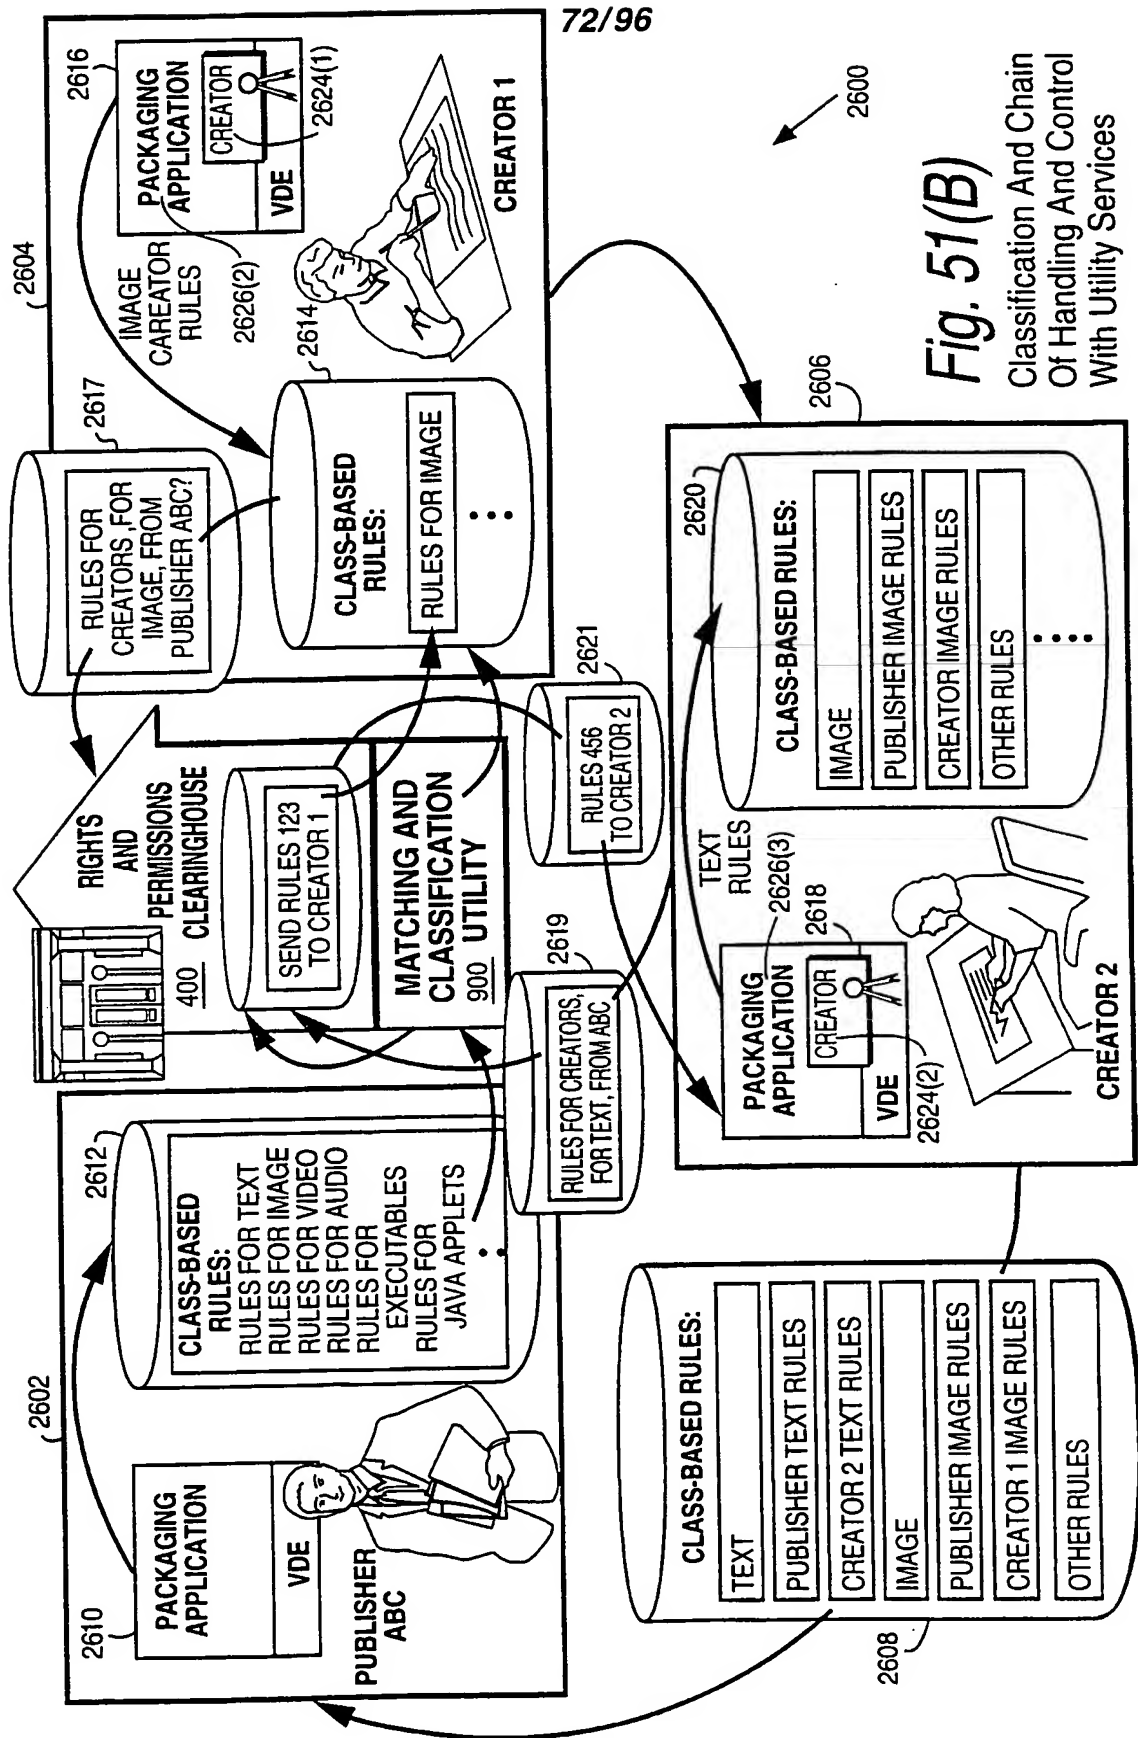 72/96
2602
2610
PACKAGING
APPLICATION
VDE
PUBLISHER
ABC
2612
CLASS-BASED
RULES:
RULES FOR TEXT
RULES FOR IMAGE
RULES FOR VIDEO
RULES FOR AUDIO
RULES FOR
EXECUTABLES
RULES FOR
JAVA APPLETS
RIGHTS
AND
PERMISSIONS
CLEARINGHOUSE
400
SEND RULES 123
TO CREATOR 1
MATCHING AND
CLASSIFICATION
900 UTILITY
2617
RULES FOR
CREATORS ,FOR
IMAGE, FROM
PUBLISHER ABC?
2604
2616
PACKAGING
APPLICATION
CREATOR
VDE
2624(1)
IMAGE
CAREATOR
RULES
2626(2)
2614
CLASS-BASED
RULES:
RULES FOR IMAGE
CREATOR 1
2619
RULES FOR CREATORS,
FOR TEXT, FROM ABC
2621
RULES 456
TO CREATOR 2
2608
CLASS-BASED RULES:
TEXT
PUBLISHER TEXT RULES
CREATOR 2 TEXT RULES
IMAGE
PUBLISHER IMAGE RULES
CREATOR 1 IMAGE RULES
OTHER RULES
2606
PACKAGING
APPLICATION
CREATOR
VDE
2624(2)
2618
2626(3)
TEXT
RULES
CREATOR 2
2620
CLASS-BASED RULES:
IMAGE
PUBLISHER IMAGE RULES
CREATOR IMAGE RULES
OTHER RULES
2600
Fig. 51(B)
Classification And Chain
Of Handling And Control
With Utility Services